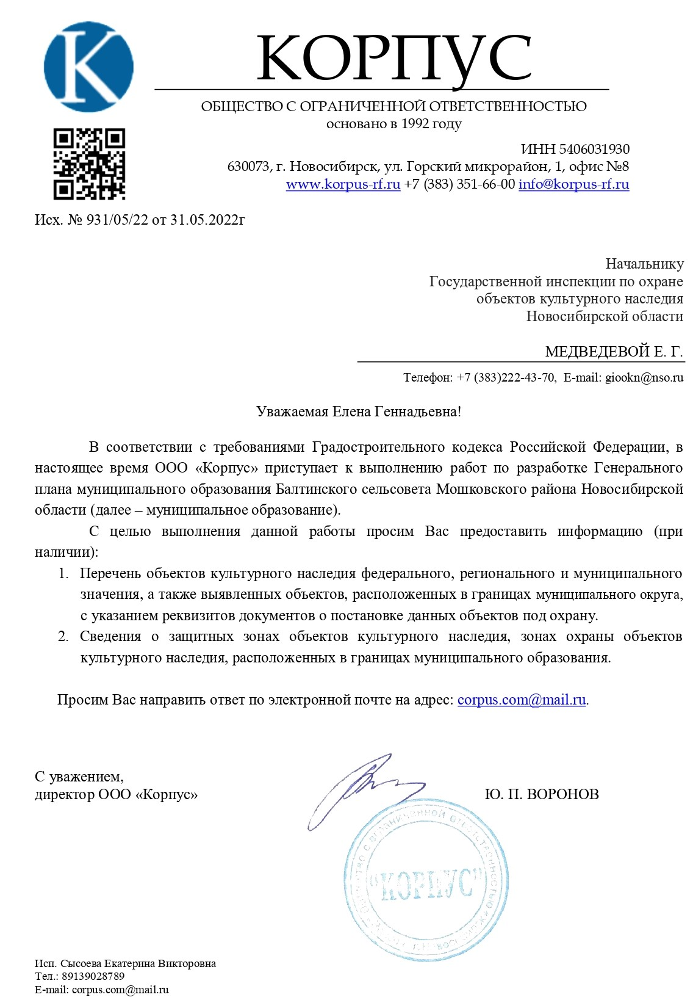 K
КОРПУС
ОБЩЕСТВО С ОГРАНИЧЕННОЙ ОТВЕТСТВЕННОСТЬЮ
основано в 1992 году
ИНН 5406031930
630073, г. Новосибирск, ул. Горский микрорайон, 1, офис №8
www.korpus-rf.ru +7 (383) 351-66-00 info@korpus-rf.ru
Исх. № 931/05/22 от 31.05.2022г
Начальнику
Государственной инспекции по охране
объектов культурного наследия
Новосибирской области
МЕДВЕДЕВОЙ Е. Г.
Телефон: +7 (383)222-43-70, E-mail: giookn@nso.ru
Уважаемая Елена Геннадьевна!
В соответствии с требованиями Градостроительного кодекса Российской Федерации, в
настоящее время ООО «Корпус» приступает к выполнению работ по разработке Генерального
плана муниципального образования Балтинского сельсовета Мошковского района Новосибирской
области (далее – муниципальное образование).
С целью выполнения данной работы просим Вас предоставить информацию (при
наличии):
1. Перечень объектов культурного наследия федерального, регионального и муниципального
значения, а также выявленных объектов, расположенных в границах муниципального округа,
с указанием реквизитов документов о постановке данных объектов под охрану.
2. Сведения о защитных зонах объектов культурного наследия, зонах охраны объектов
культурного наследия, расположенных в границах муниципального образования.
Просим Вас направить ответ по электронной почте на адрес: corpus.com@mail.ru.
С уважением,
директор ООО «Корпус»
Ю. П. ВОРОНОВ
Общество с ограниченной ответственностью
"КОРПУС"
Исп. Сысоева Екатерина Викторовна
Тел.: 89139028789
E-mail: corpus.com@mail.ru